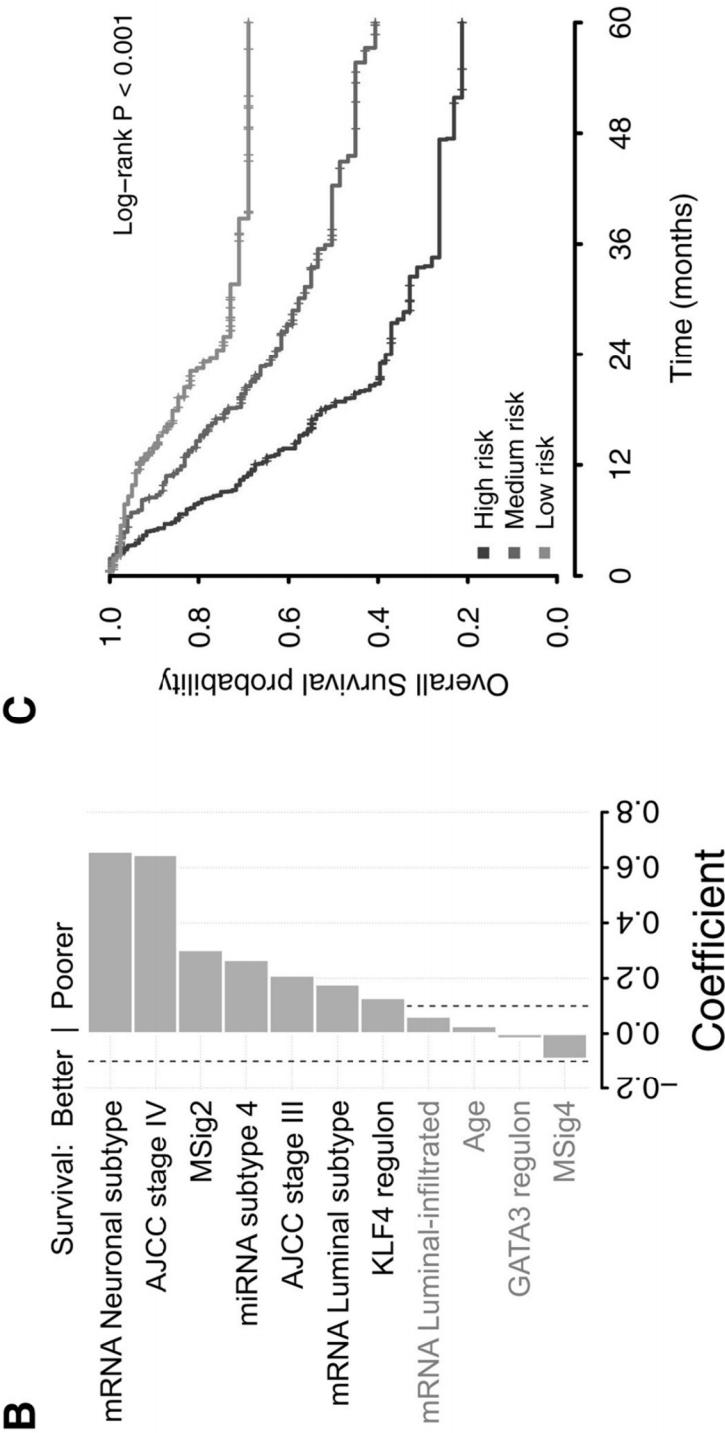 B
Survival: Better | Poorer
mRNA Neuronal subtype
AJCC stage IV
MSig2
miRNA subtype 4
AJCC stage III
mRNA Luminal subtype
KLF4 regulon
mRNA Luminal-infiltrated
Age
GATA3 regulon
MSig4
−0.2 0.0 0.2 0.4 0.6 0.8
Coefficient
C
Log−rank P < 0.001
Overall Survival probability
1.0
0.8
0.6
0.4
0.2
0.0
High risk
Medium risk
Low risk
0 12 24 36 48 60
Time (months)